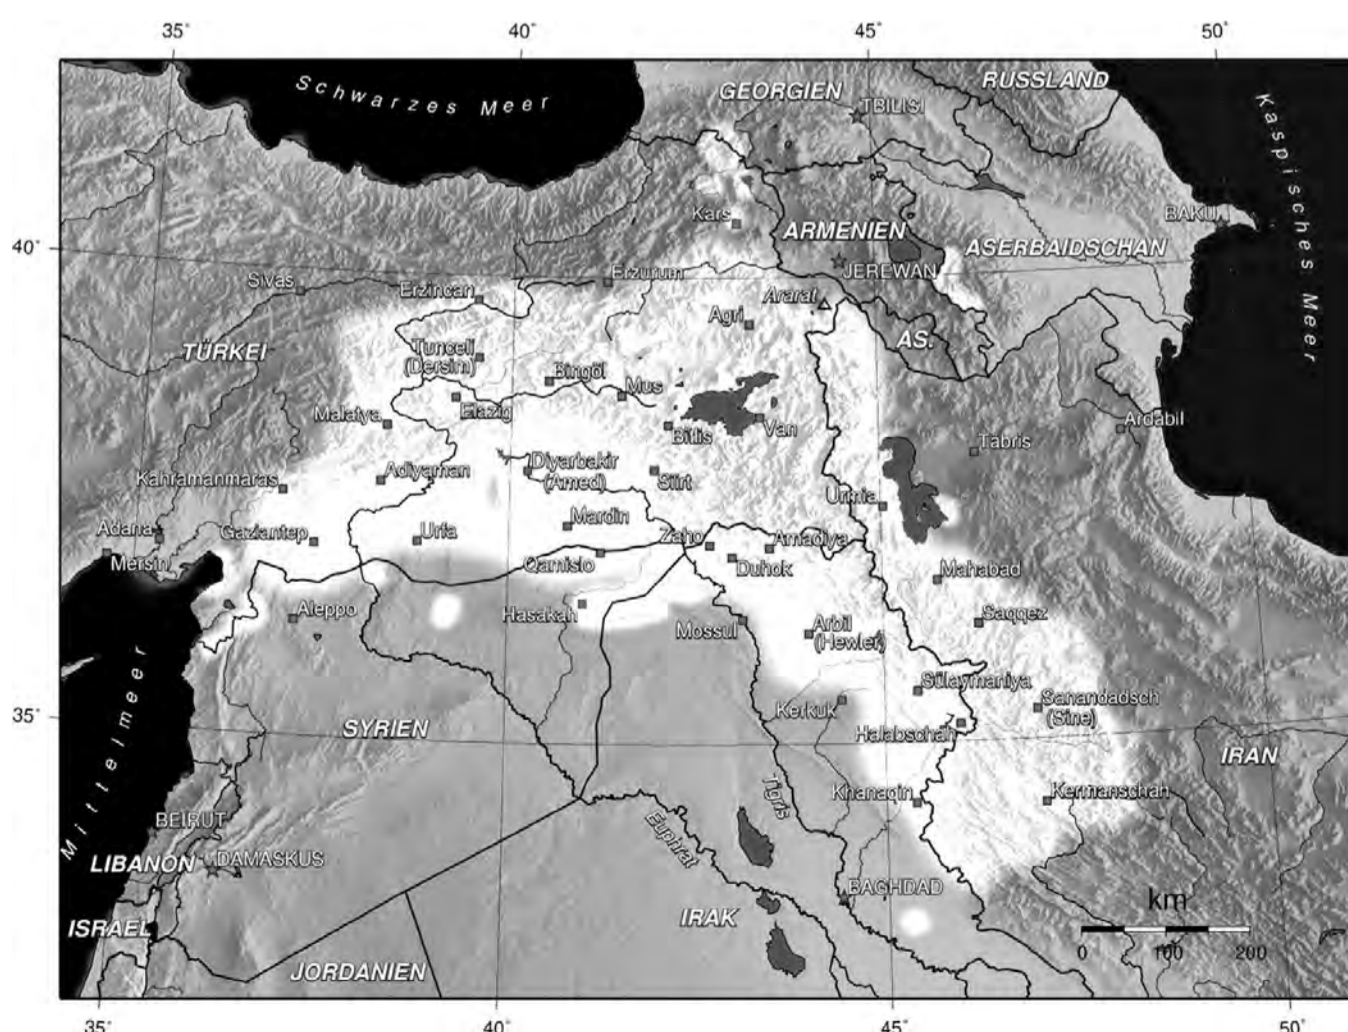 35°
40°
45°
50°
Schwarzes Meer
GEORGIEN
TBILISI
RUSSLAND
Kaspisches Meer
Kars
BAKU
ARMENIEN
ASERBAIDSCHAN
40°
JEREWAN
Sivas
Erzincan
Erzurum
Ararat
Agri
TÜRKEI
Tunceli
(Dersim)
AS.
Bingöl
Mus
Malatya
Elazig
Bitlis
Van
Ardabil
Täbris
Kahramanmaras
Adiyaman
Diyarbakir
(Amed)
Siirt
Urmia
Adana
Gaziantep
Urfa
Mardin
Zaho
Amadiya
Mersin
Qamislo
Duhok
Mahabad
Aleppo
Hasakah
Mossul
Arbil
(Hewler)
Saqqez
Mittelmeer
Sülaymaniya
35°
SYRIEN
Kerkuk
Sanandadsch
(Sine)
Halabschah
IRAN
Tigris
Khanaqin
Kermanschah
BEIRUT
Euphrat
LIBANON
DAMASKUS
BAGHDAD
km
ISRAEL
IRAK
0
100
200
JORDANIEN
35°
40°
45°
50°